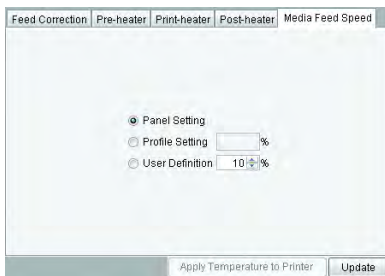 Feed Correction Pre-heater Print-heater Post-heater Media Feed Speed
Panel Setting
Profile Setting %
User Definition 10 %
Apply Temperature to Printer Update